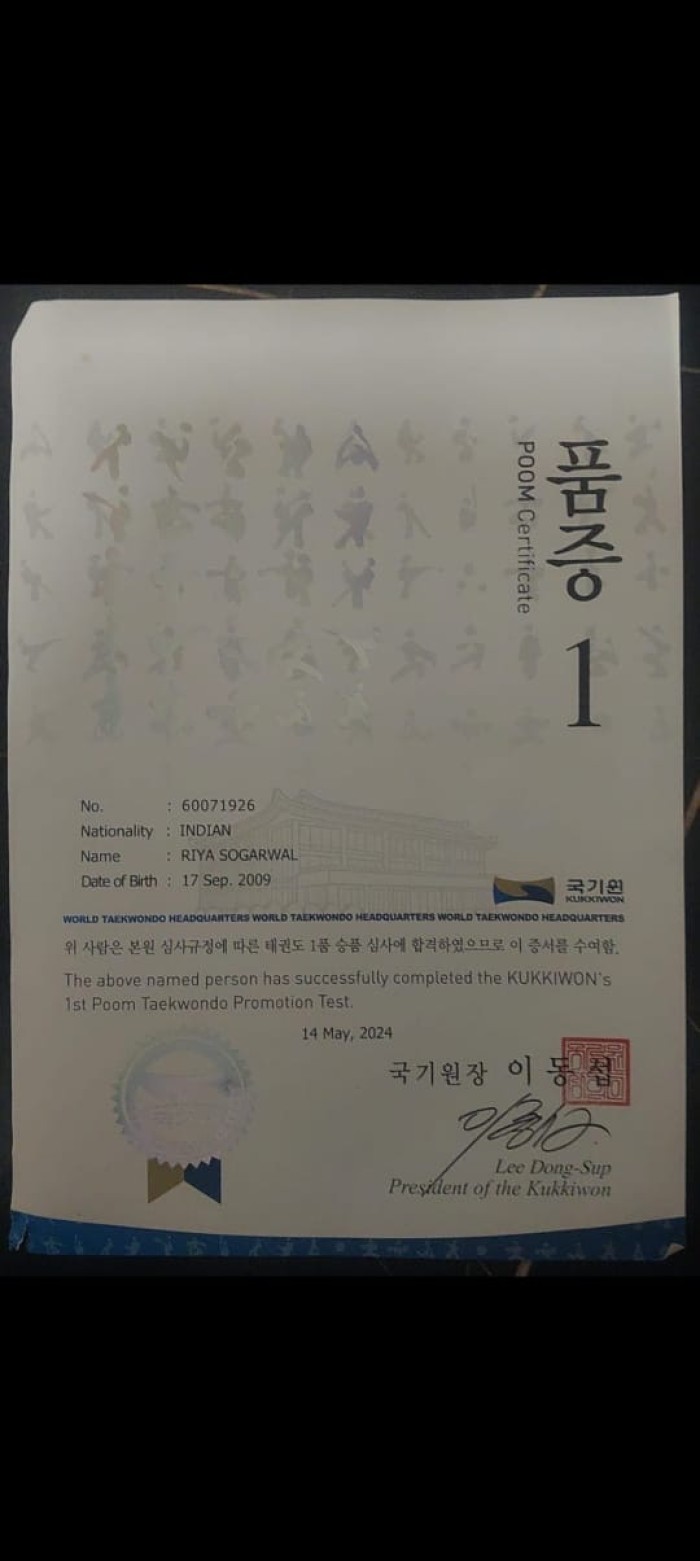 품증 1
POOM Certificate
No. : 60071926
Nationality : INDIAN
Name : RIYA SOGARWAL
Date of Birth : 17 Sep. 2009
국기원
KUKKIWON
WORLD TAEKWONDO HEADQUARTERS WORLD TAEKWONDO HEADQUARTERS WORLD TAEKWONDO HEADQUARTERS
위 사람은 본원 심사규정에 따른 태권도 1품 승품 심사에 합격하였으므로 이 증서를 수여함.
The above named person has successfully completed the KUKKIWON's
1st Poom Taekwondo Promotion Test.
14 May, 2024
국기원장 이동섭
Lee Dong-Sup
President of the Kukkiwon